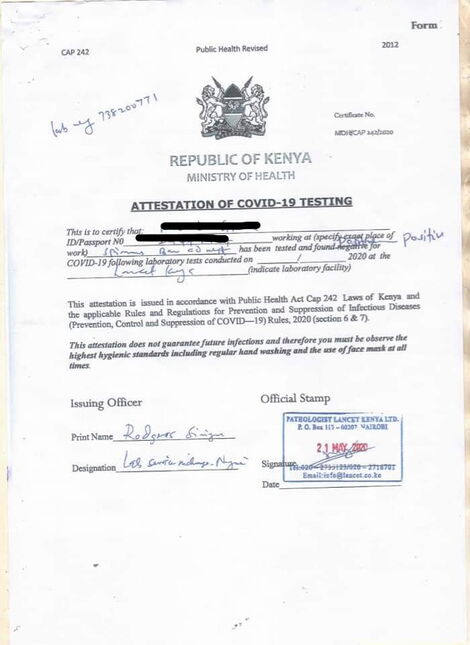 Form
CAP 242
Public Health Revised
2012
lab reg 738200771
Certificate No.
MOH/CAP 242/2020
REPUBLIC OF KENYA
MINISTRY OF HEALTH
ATTESTATION OF COVID-19 TESTING
This is to certify that:
ID/Passport N0 working at (specify exact place of
work) has been tested and found negative for positive
COVID-19 following laboratory tests conducted on / 2020 at the
Lancet Kenya (indicate laboratory facility)
This attestation is issued in accordance with Public Health Act Cap 242 Laws of Kenya and
the applicable Rules and Regulations for Prevention and Suppression of Infectious Diseases
(Prevention, Control and Suppression of COVID—19) Rules, 2020 (section 6 & 7).
This attestation does not guarantee future infections and therefore you must be observe the
highest hygienic standards including regular hand washing and the use of face mask at all
times.
Issuing Officer
Official Stamp
PATHOLOGIST LANCET KENYA LTD.
P. O. Box 115 - 00202 NAIROBI
21 MAY 2020
Print Name Rodgers
Signature
Designation
Email:info@lancet.co.ke
Date